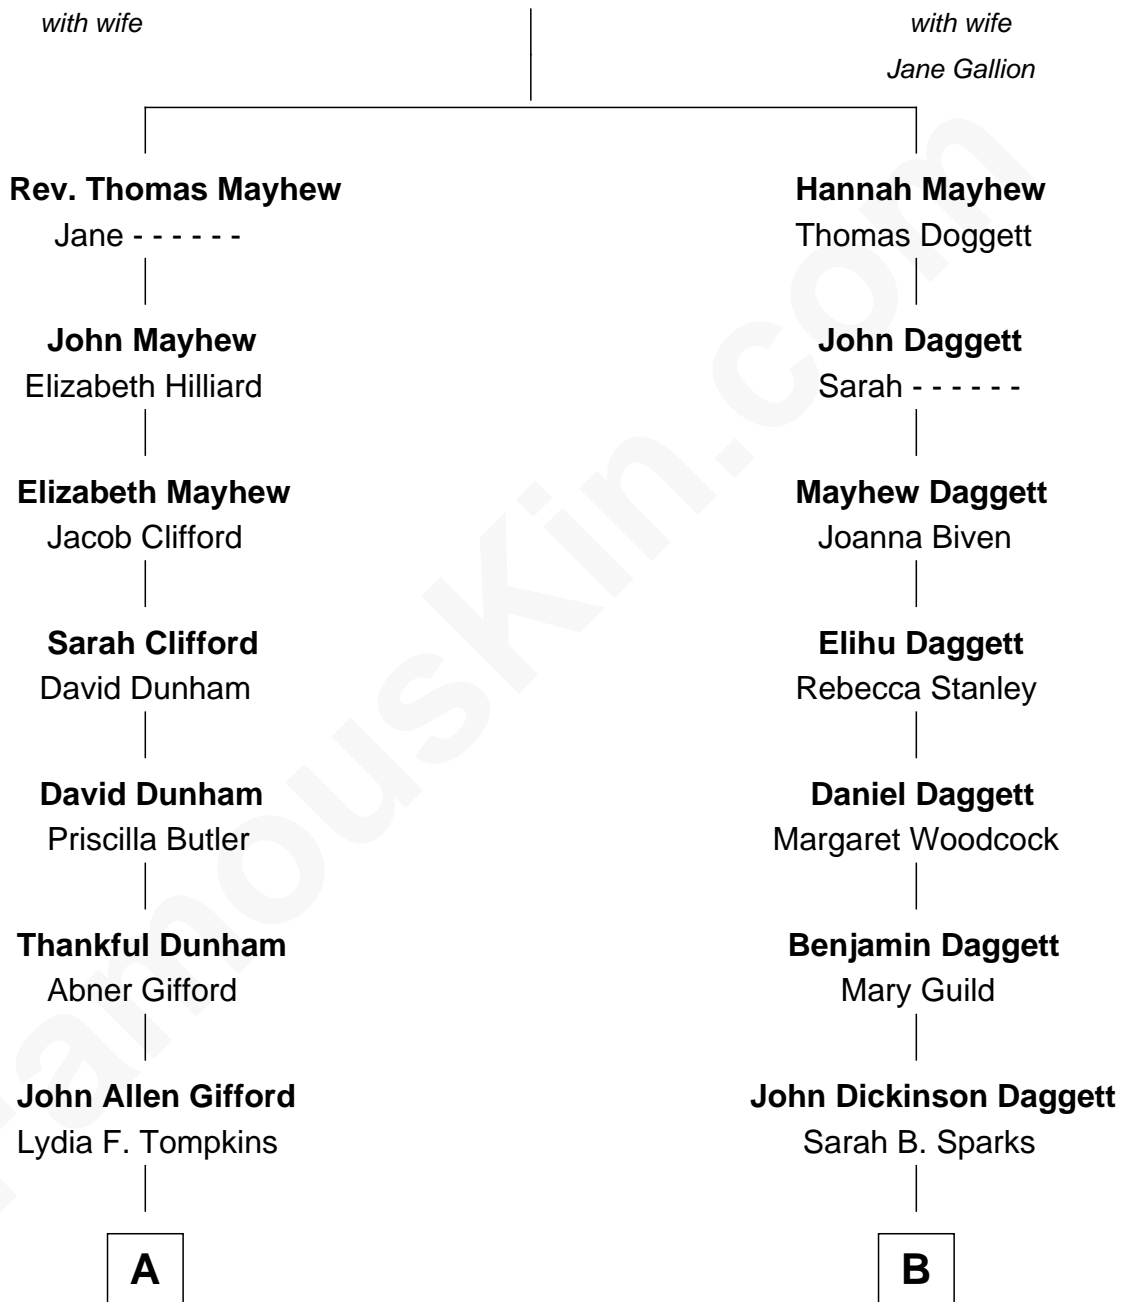 with wife
with wife
Jane Gallion
Rev. Thomas Mayhew
Jane - - - - - -
Hannah Mayhew
Thomas Doggett
John Mayhew
Elizabeth Hilliard
John Daggett
Sarah - - - - - -
Elizabeth Mayhew
Jacob Clifford
Mayhew Daggett
Joanna Biven
Sarah Clifford
David Dunham
Elihu Daggett
Rebecca Stanley
David Dunham
Priscilla Butler
Daniel Daggett
Margaret Woodcock
Thankful Dunham
Abner Gifford
Benjamin Daggett
Mary Guild
John Allen Gifford
Lydia F. Tompkins
John Dickinson Daggett
Sarah B. Sparks
A
B
FamousKin.com